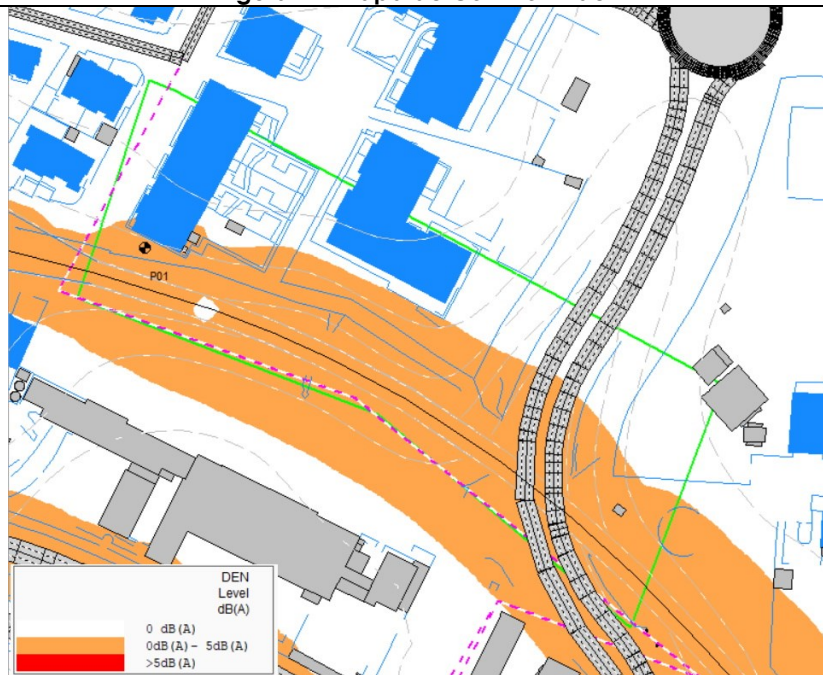 P01
DEN
Level
dB(A)
0 dB(A)
0dB(A) - 5dB(A)
>5dB(A)